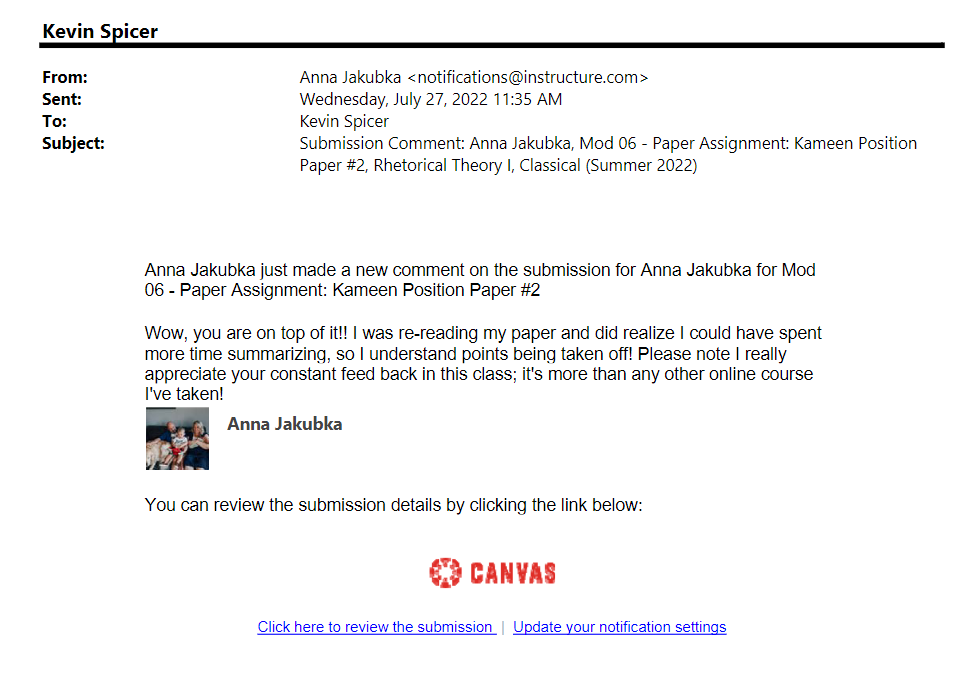 Kevin Spicer
From: Anna Jakubka <notifications@instructure.com>
Sent: Wednesday, July 27, 2022 11:35 AM
To: Kevin Spicer
Subject: Submission Comment: Anna Jakubka, Mod 06 - Paper Assignment: Kameen Position
Paper #2, Rhetorical Theory I, Classical (Summer 2022)
Anna Jakubka just made a new comment on the submission for Anna Jakubka for Mod
06 - Paper Assignment: Kameen Position Paper #2
Wow, you are on top of it!! I was re-reading my paper and did realize I could have spent
more time summarizing, so I understand points being taken off! Please note I really
appreciate your constant feed back in this class; it's more than any other online course
I've taken!
Anna Jakubka
You can review the submission details by clicking the link below:
CANVAS
Click here to review the submission | Update your notification settings